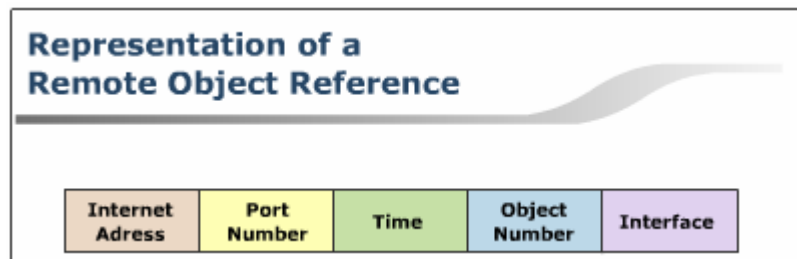 Representation of a
Remote Object Reference
Internet
Adress
Port
Number
Time
Object
Number
Interface